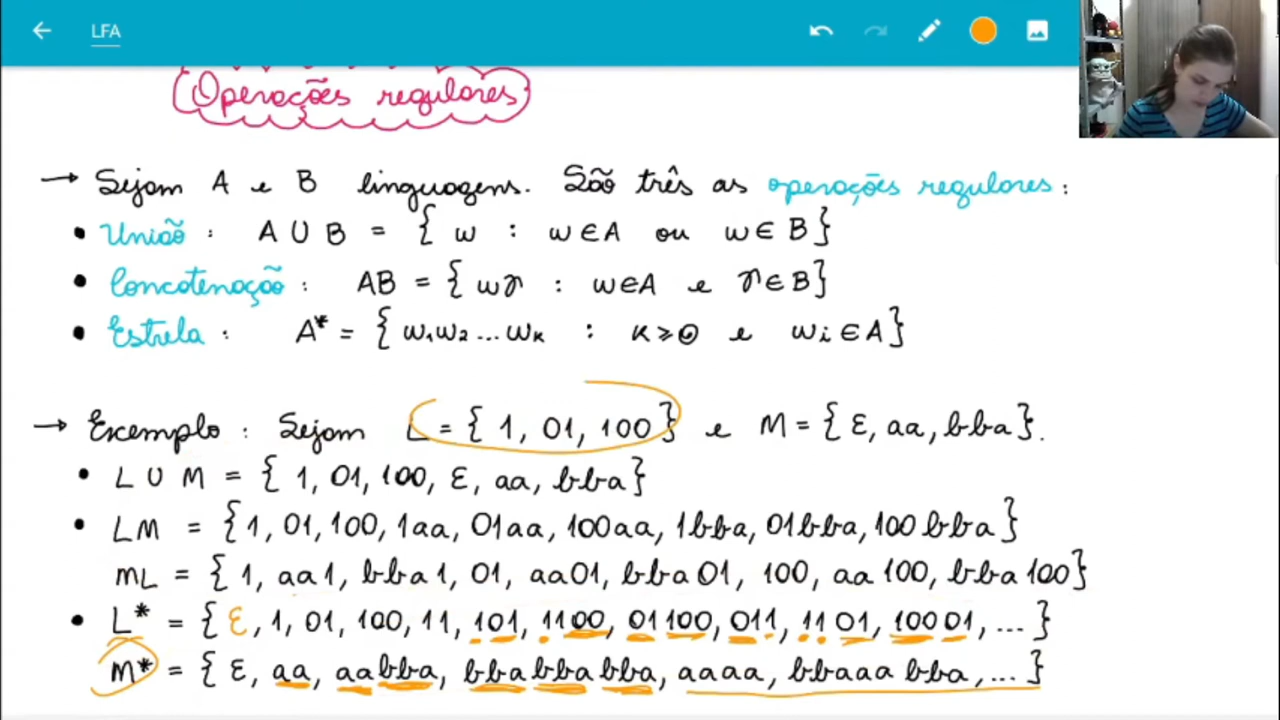 LFA
Operações regulares
→ Sejam A e B linguagens. São três as operações regulares:
• União: A U B = { w : w ∈ A ou w ∈ B }
• Concatenação: AB = { wr : w ∈ A e r ∈ B }
• Estrela: A* = { w₁w₂...wₖ : k ≥ 0 e wᵢ ∈ A }
→ Exemplo: Sejam L = { 1, 01, 100 } e M = { ε, aa, bba }.
• L U M = { 1, 01, 100, ε, aa, bba }
• LM = { 1, 01, 100, 1aa, 01aa, 100aa, 1bba, 01bba, 100bba }
ML = { 1, aa1, bba1, 01, aa01, bba01, 100, aa100, bba100 }
• L* = { ε, 1, 01, 100, 11, 101, 1100, 01100, 011, 1101, 10001, ... }
M* = { ε, aa, aabba, bbabbabba, aaaa, bbaaabba, ... }